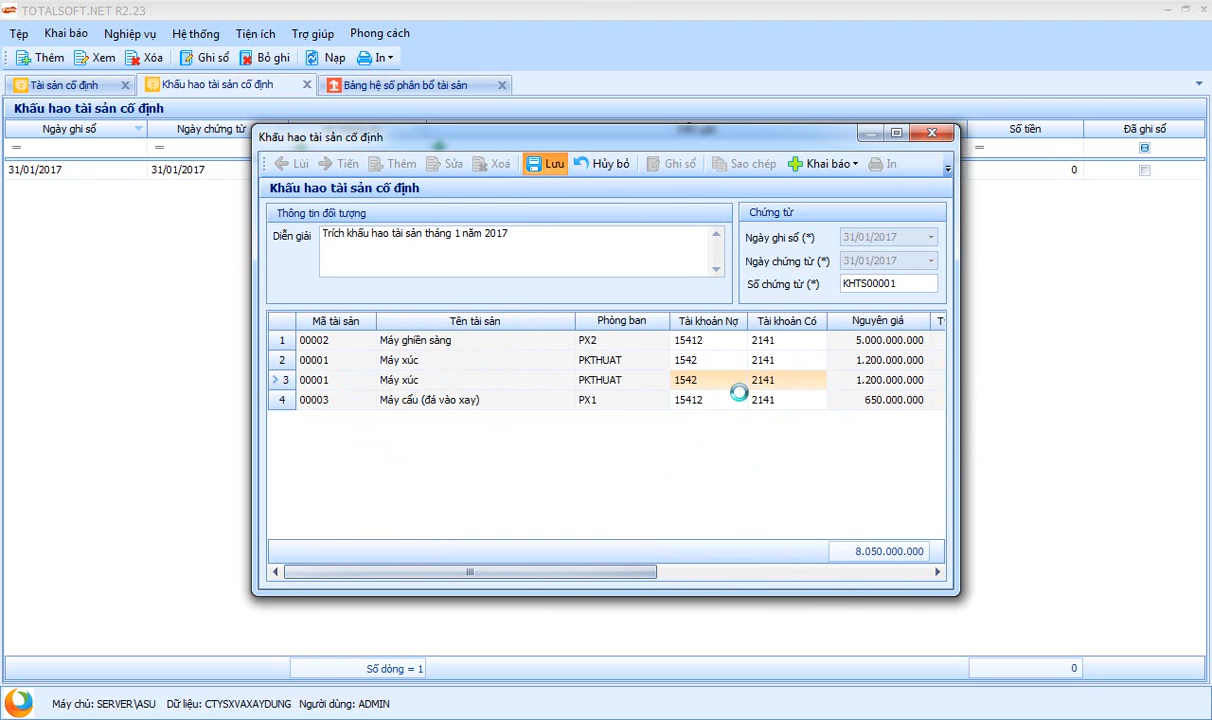 TOTALSOFT.NET R2.23
Tệp Khai báo Nghiệp vụ Hệ thống Tiện ích Trợ giúp Phong cách
Thêm Xem Xóa Ghi sổ Bỏ ghi Nạp In
Tài sản cố định Khấu hao tài sản cố định Bảng hệ số phân bổ tài sản
Khấu hao tài sản cố định
Ngày ghi sổ Ngày chứng từ Số tiền Đã ghi sổ
= = =
31/01/2017 31/01/2017 0
Khấu hao tài sản cố định
Lùi Tiến Thêm Sửa Xoá Lưu Hủy bỏ Ghi sổ Sao chép Khai báo In
Khấu hao tài sản cố định
Thông tin đối tượng
Diễn giải Trích khấu hao tài sản tháng 1 năm 2017
Chứng từ
Ngày ghi sổ (*) 31/01/2017
Ngày chứng từ (*) 31/01/2017
Số chứng từ (*) KHTS00001
Mã tài sản Tên tài sản Phòng ban Tài khoản Nợ Tài khoản Có Nguyên giá
1 00002 Máy ghiền sàng PX2 15412 2141 5.000.000.000
2 00001 Máy xúc PKTHUAT 1542 2141 1.200.000.000
3 00001 Máy xúc PKTHUAT 1542 2141 1.200.000.000
4 00003 Máy cẩu (đá vào xay) PX1 15412 2141 650.000.000
8.050.000.000
Số dòng = 1 0
Máy chủ: SERVER\ASU Dữ liệu: CTYSXVAXAYDUNG Người dùng: ADMIN